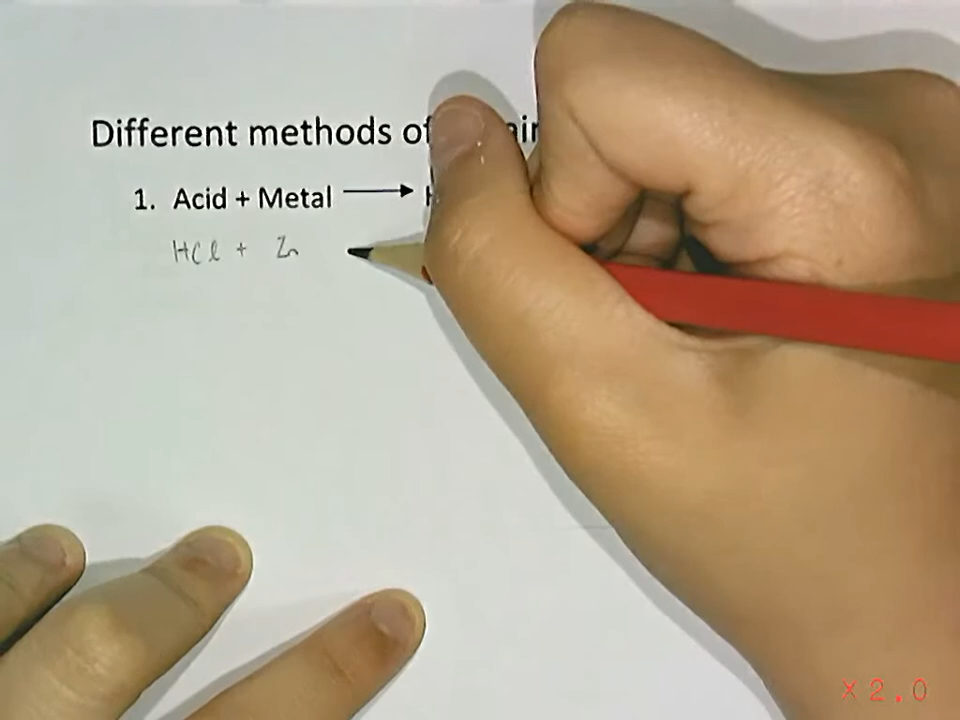 Different methods of
1. Acid + Metal ⟶
HCl + Zn
X2.0